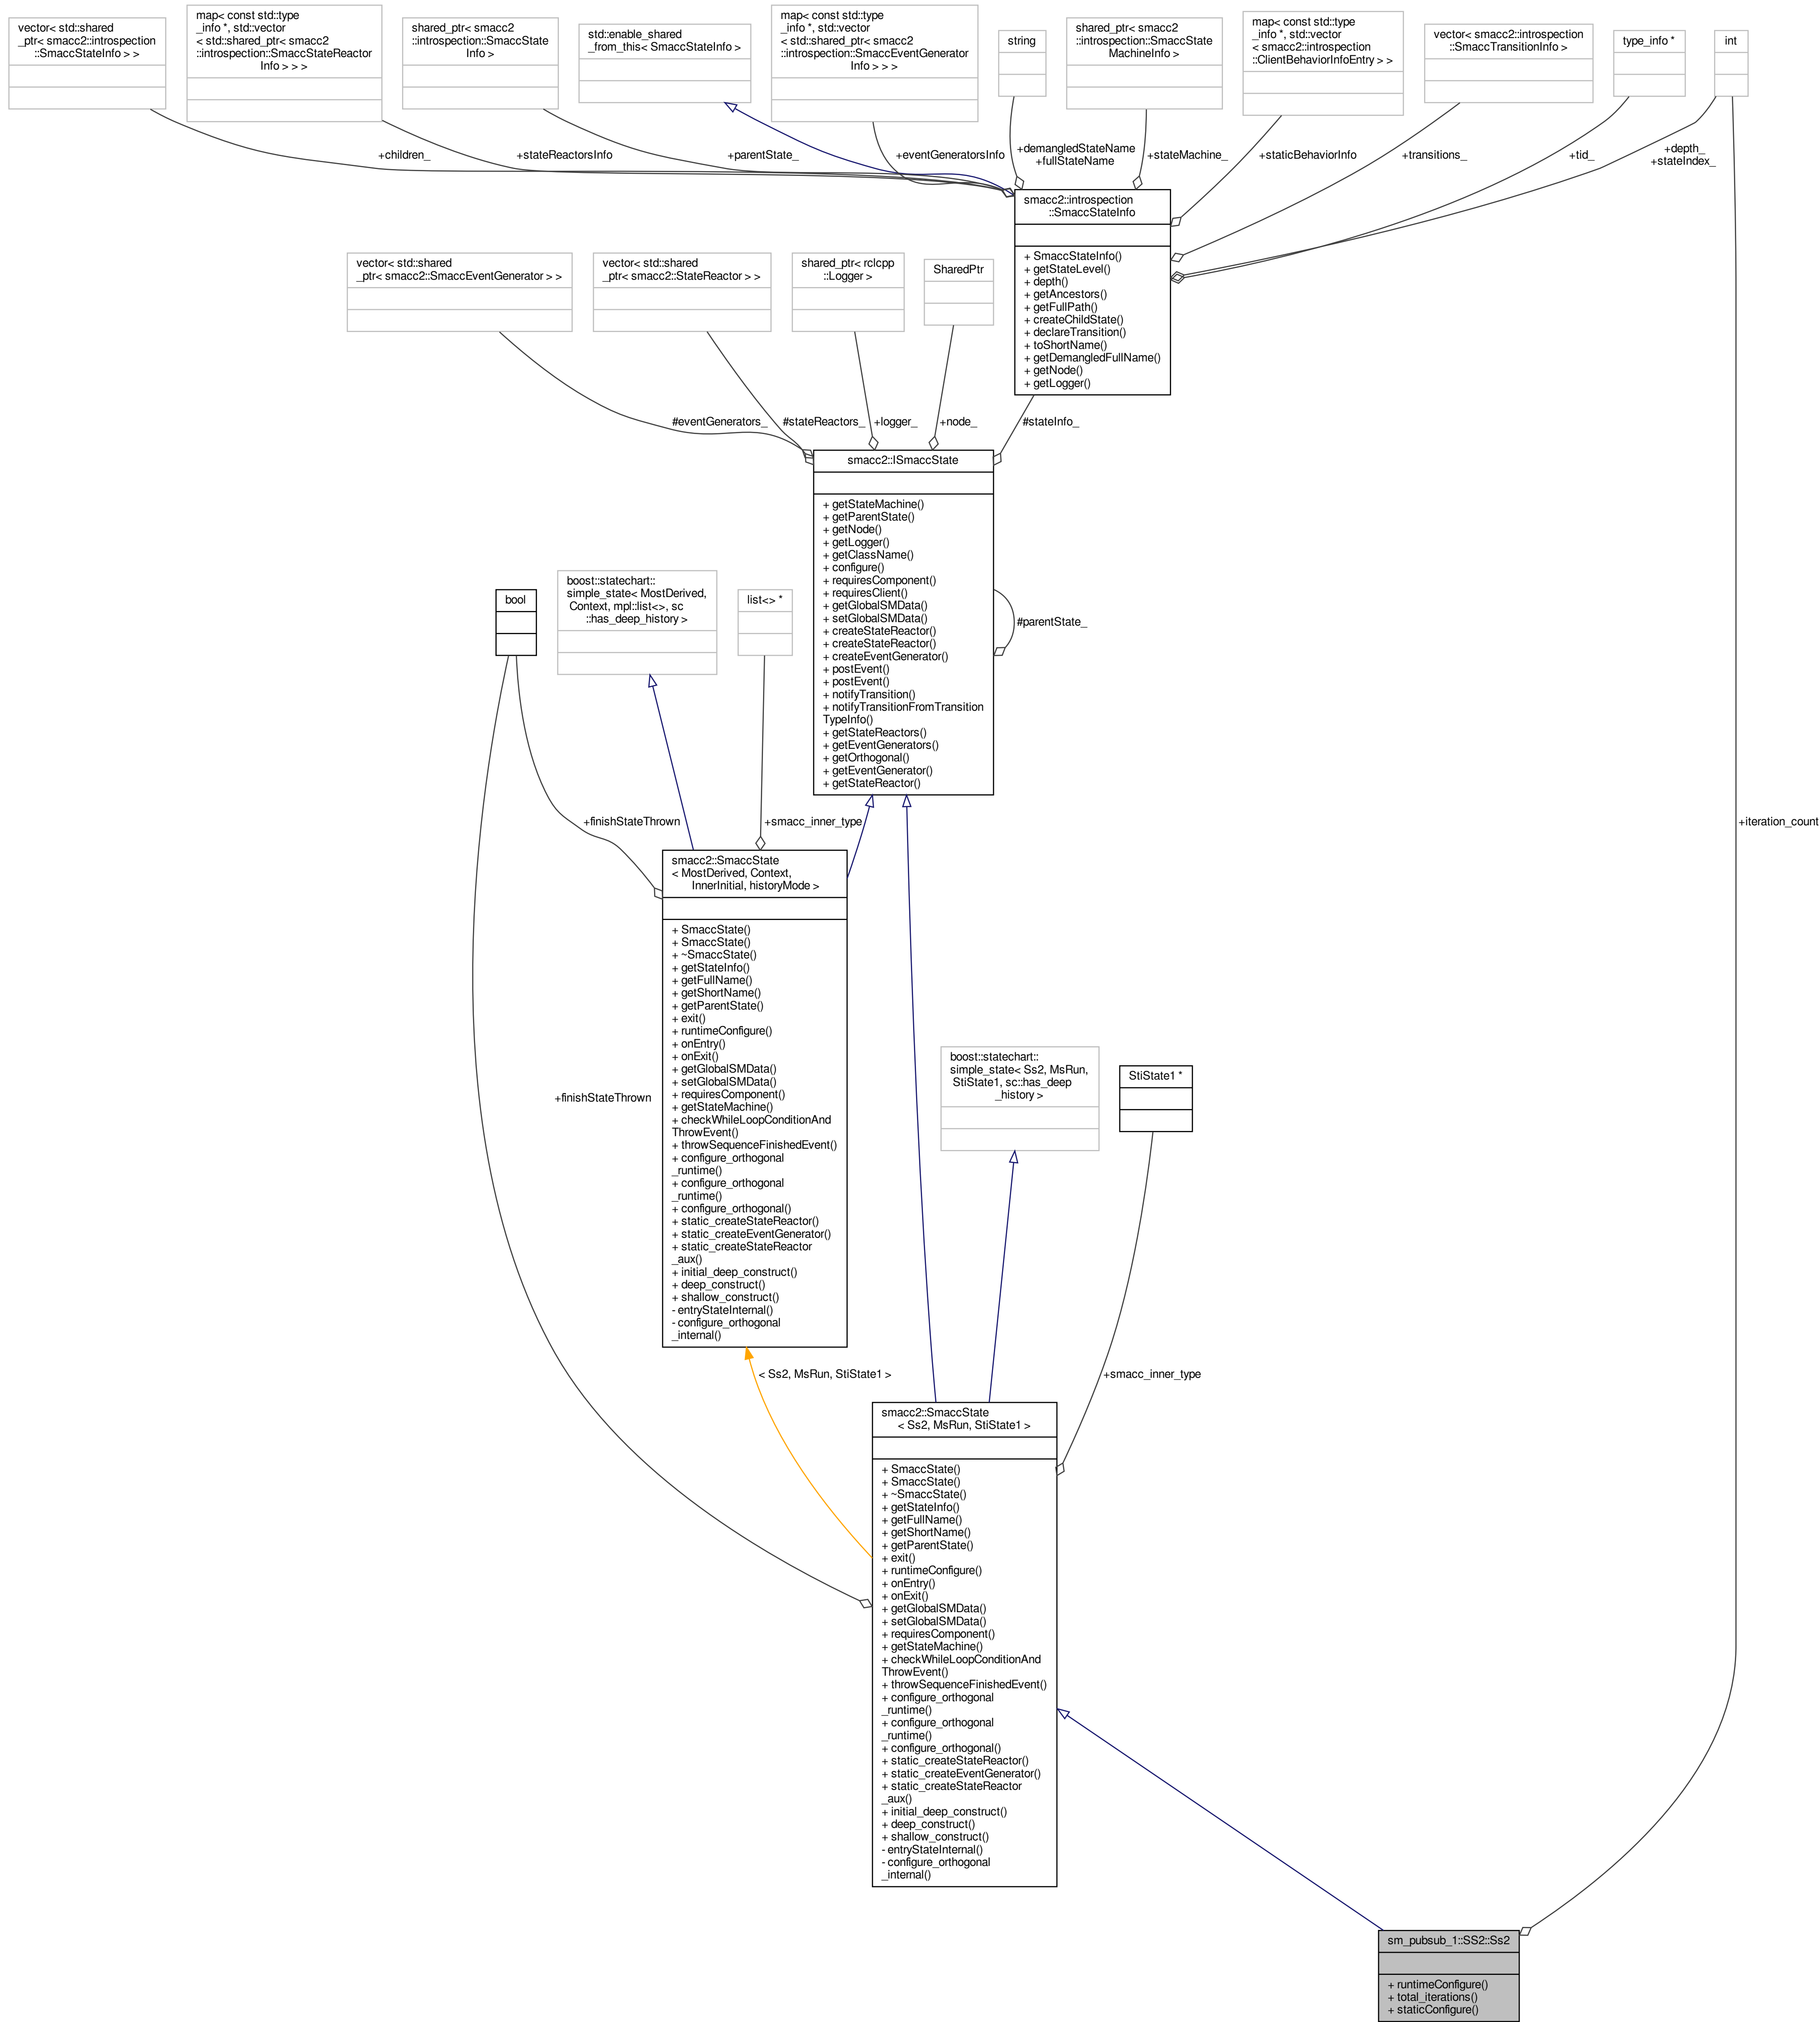 vector< std::shared
_ptr< smacc2::introspection
::SmaccStateInfo > >
map< const std::type
_info *, std::vector
< std::shared_ptr< smacc2
::introspection::SmaccStateReactor
Info > > >
shared_ptr< smacc2
::introspection::SmaccState
Info >
std::enable_shared
_from_this< SmaccStateInfo >
map< const std::type
_info *, std::vector
< std::shared_ptr< smacc2
::introspection::SmaccEventGenerator
Info > > >
string
shared_ptr< smacc2
::introspection::SmaccState
MachineInfo >
map< const std::type
_info *, std::vector
< smacc2::introspection
::ClientBehaviorInfoEntry > >
vector< smacc2::introspection
::SmaccTransitionInfo >
type_info *
int
+children_
+stateReactorsInfo
+parentState_
+eventGeneratorsInfo
+demangledStateName
+fullStateName
+stateMachine_
+staticBehaviorInfo
+transitions_
+tid_
+depth_
+stateIndex_
smacc2::introspection
::SmaccStateInfo
+ SmaccStateInfo()
+ getStateLevel()
+ depth()
+ getAncestors()
+ getFullPath()
+ createChildState()
+ declareTransition()
+ toShortName()
+ getDemangledFullName()
+ getNode()
+ getLogger()
vector< std::shared
_ptr< smacc2::SmaccEventGenerator > >
vector< std::shared
_ptr< smacc2::StateReactor > >
shared_ptr< rclcpp
::Logger >
SharedPtr
#eventGenerators_
#stateReactors_
+logger_
+node_
#stateInfo_
smacc2::ISmaccState
+ getStateMachine()
+ getParentState()
+ getNode()
+ getLogger()
+ getClassName()
+ configure()
+ requiresComponent()
+ requiresClient()
+ getGlobalSMData()
+ setGlobalSMData()
+ createStateReactor()
+ createStateReactor()
+ createEventGenerator()
+ postEvent()
+ postEvent()
+ notifyTransition()
+ notifyTransitionFromTransition
TypeInfo()
+ getStateReactors()
+ getEventGenerators()
+ getOrthogonal()
+ getEventGenerator()
+ getStateReactor()
#parentState_
bool
boost::statechart::
simple_state< MostDerived,
Context, mpl::list<>, sc
::has_deep_history >
list<> *
+finishStateThrown
+smacc_inner_type
+iteration_count
smacc2::SmaccState
< MostDerived, Context,
InnerInitial, historyMode >
+ SmaccState()
+ SmaccState()
+ ~SmaccState()
+ getStateInfo()
+ getFullName()
+ getShortName()
+ getParentState()
+ exit()
+ runtimeConfigure()
+ onEntry()
+ onExit()
+ getGlobalSMData()
+ setGlobalSMData()
+ requiresComponent()
+ getStateMachine()
+ checkWhileLoopConditionAnd
ThrowEvent()
+ throwSequenceFinishedEvent()
+ configure_orthogonal
_runtime()
+ configure_orthogonal
_runtime()
+ configure_orthogonal()
+ static_createStateReactor()
+ static_createEventGenerator()
+ static_createStateReactor
_aux()
+ initial_deep_construct()
+ deep_construct()
+ shallow_construct()
- entryStateInternal()
- configure_orthogonal
_internal()
+finishStateThrown
boost::statechart::
simple_state< Ss2, MsRun,
StiState1, sc::has_deep
_history >
StiState1 *
< Ss2, MsRun, StiState1 >
+smacc_inner_type
smacc2::SmaccState
< Ss2, MsRun, StiState1 >
+ SmaccState()
+ SmaccState()
+ ~SmaccState()
+ getStateInfo()
+ getFullName()
+ getShortName()
+ getParentState()
+ exit()
+ runtimeConfigure()
+ onEntry()
+ onExit()
+ getGlobalSMData()
+ setGlobalSMData()
+ requiresComponent()
+ getStateMachine()
+ checkWhileLoopConditionAnd
ThrowEvent()
+ throwSequenceFinishedEvent()
+ configure_orthogonal
_runtime()
+ configure_orthogonal
_runtime()
+ configure_orthogonal()
+ static_createStateReactor()
+ static_createEventGenerator()
+ static_createStateReactor
_aux()
+ initial_deep_construct()
+ deep_construct()
+ shallow_construct()
- entryStateInternal()
- configure_orthogonal
_internal()
sm_pubsub_1::SS2::Ss2
+ runtimeConfigure()
+ total_iterations()
+ staticConfigure()